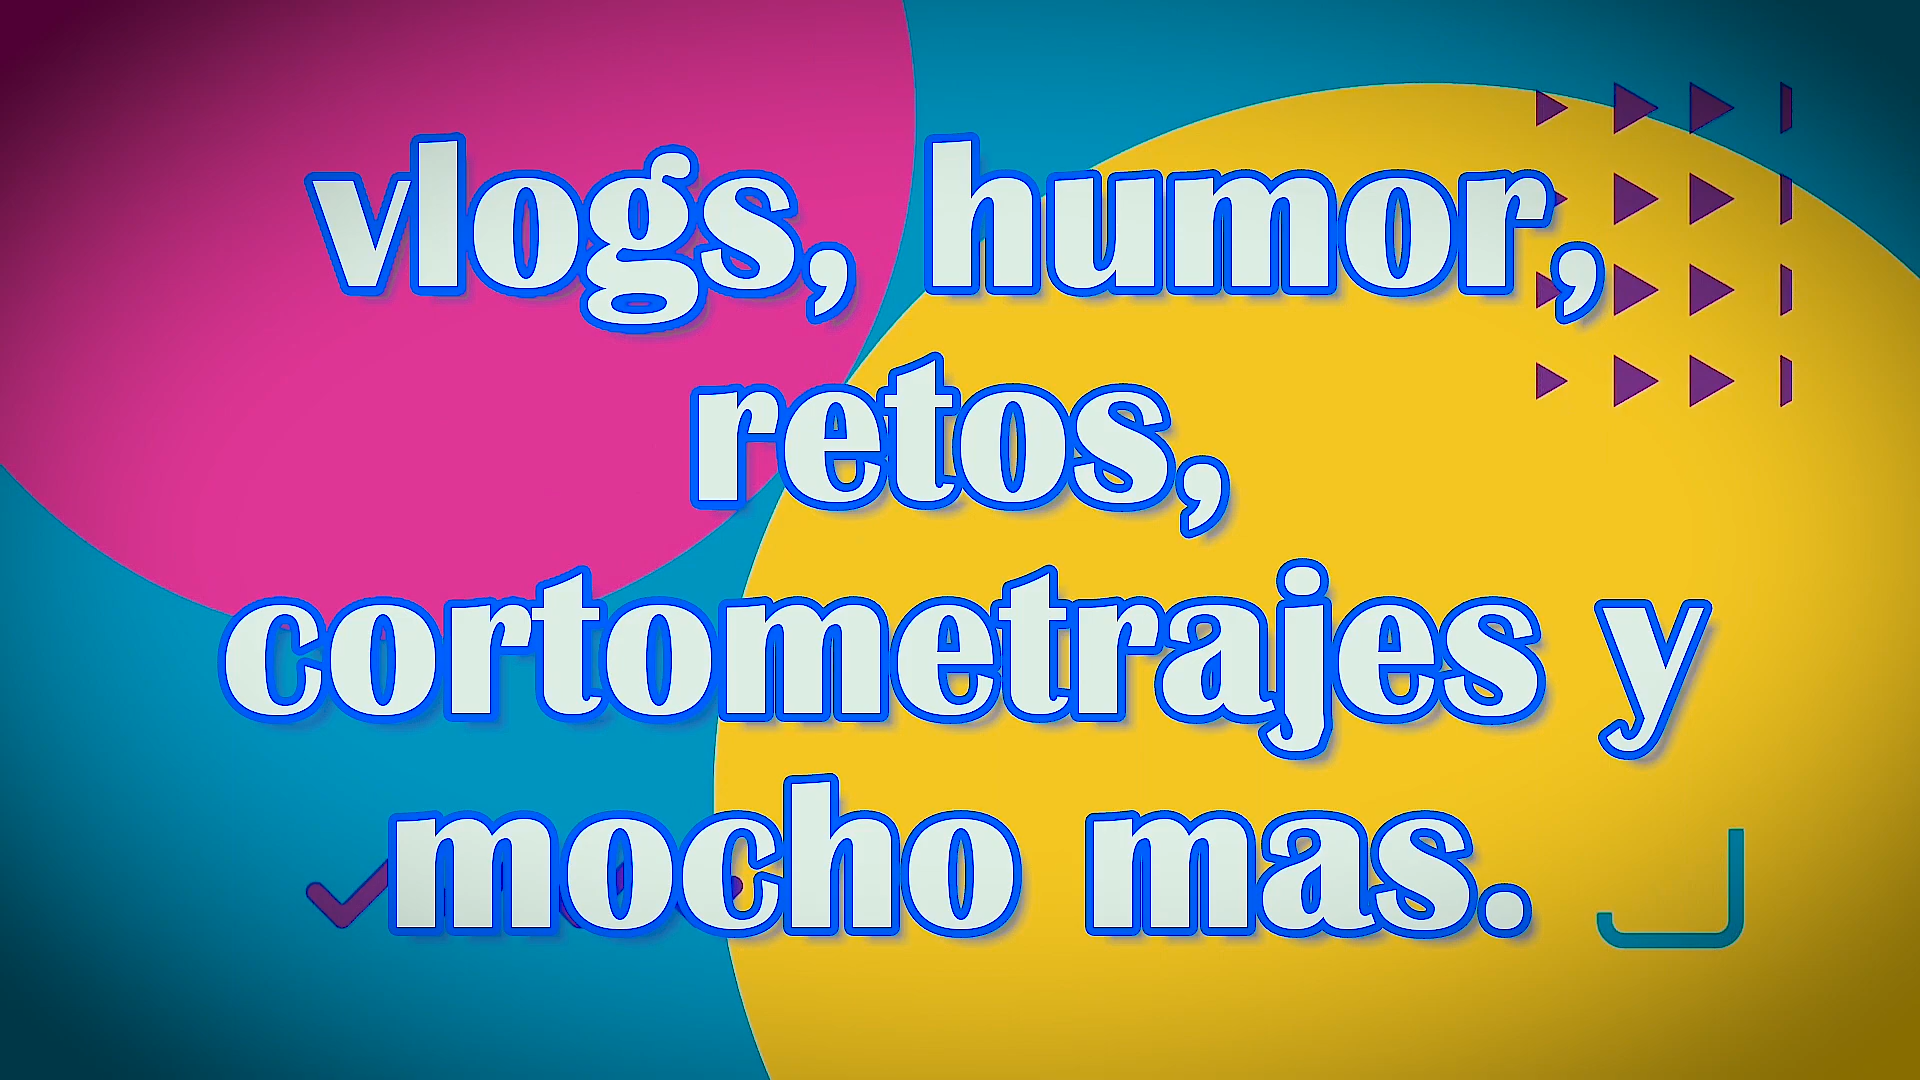 vlogs, humor,
retos,
cortometrajes y
mocho mas.